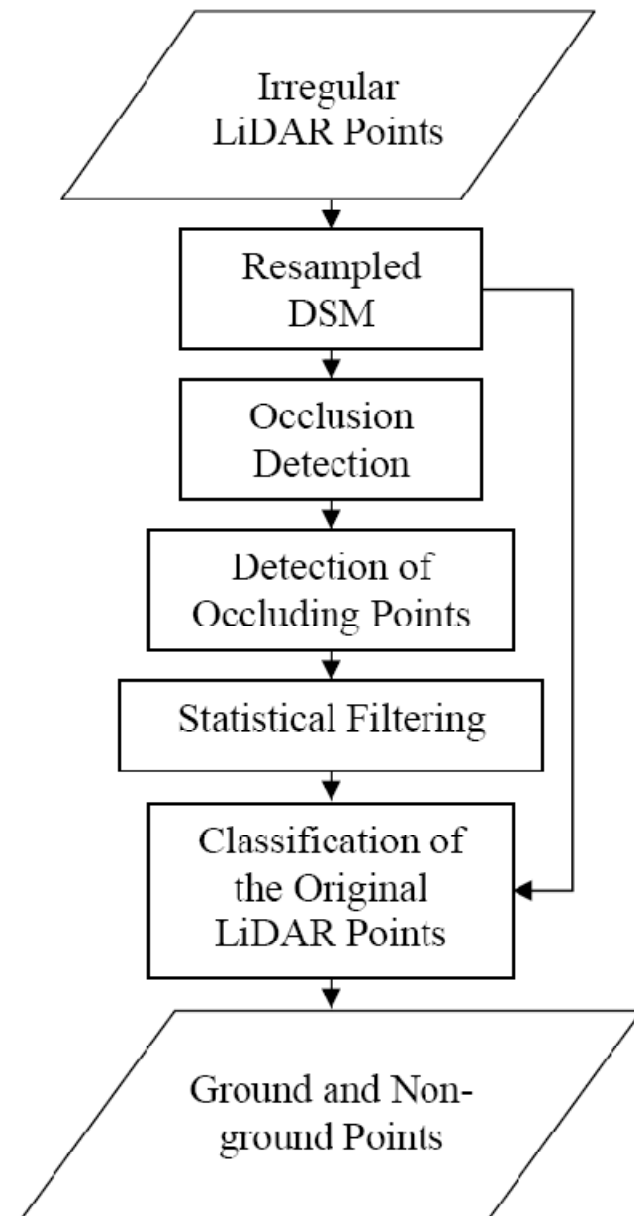 Irregular
LiDAR Points
Resampled
DSM
Occlusion
Detection
Detection of
Occluding Points
Statistical Filtering
Classification of
the Original
LiDAR Points
Ground and Non-
ground Points